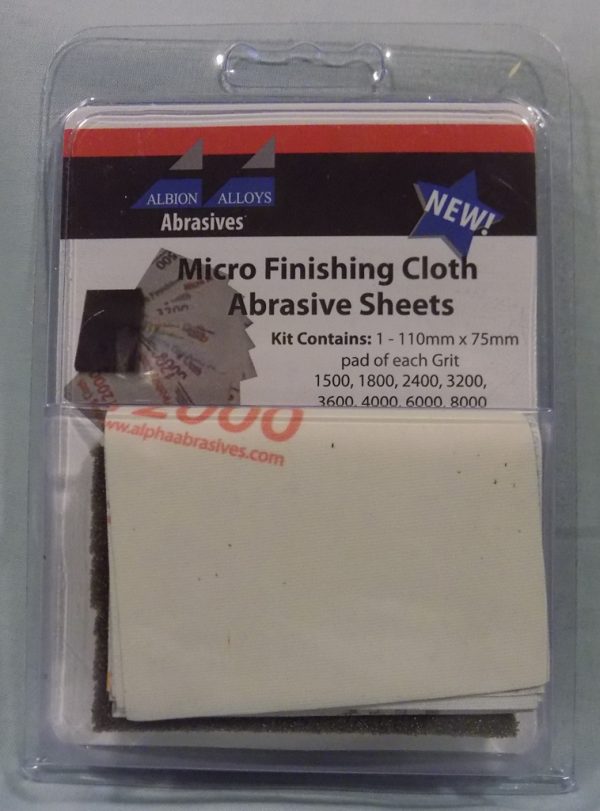 ALBION ALLOYS
Abrasives
NEW!
Micro Finishing Cloth
Abrasive Sheets
Kit Contains: 1 - 110mm x 75mm
pad of each Grit
1500, 1800, 2400, 3200,
3600, 4000, 6000, 8000
2000
www.alphaabrasives.com